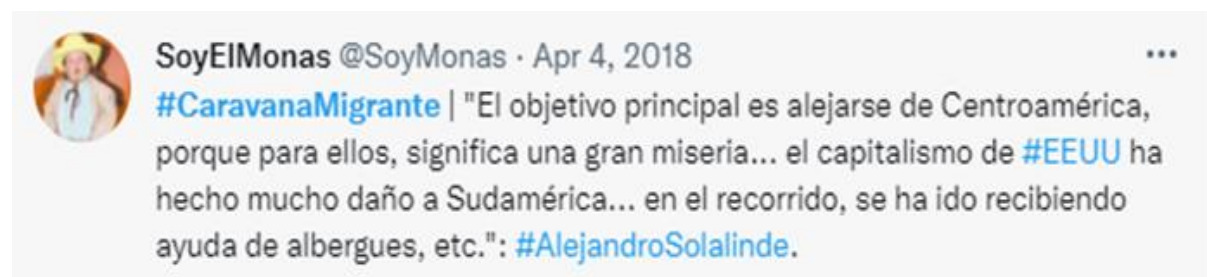 SoyElMonas @SoyMonas · Apr 4, 2018
#CaravanaMigrante | "El objetivo principal es alejarse de Centroamérica,
porque para ellos, significa una gran miseria... el capitalismo de #EEUU ha
hecho mucho daño a Sudamérica... en el recorrido, se ha ido recibiendo
ayuda de albergues, etc.": #AlejandroSolalinde.